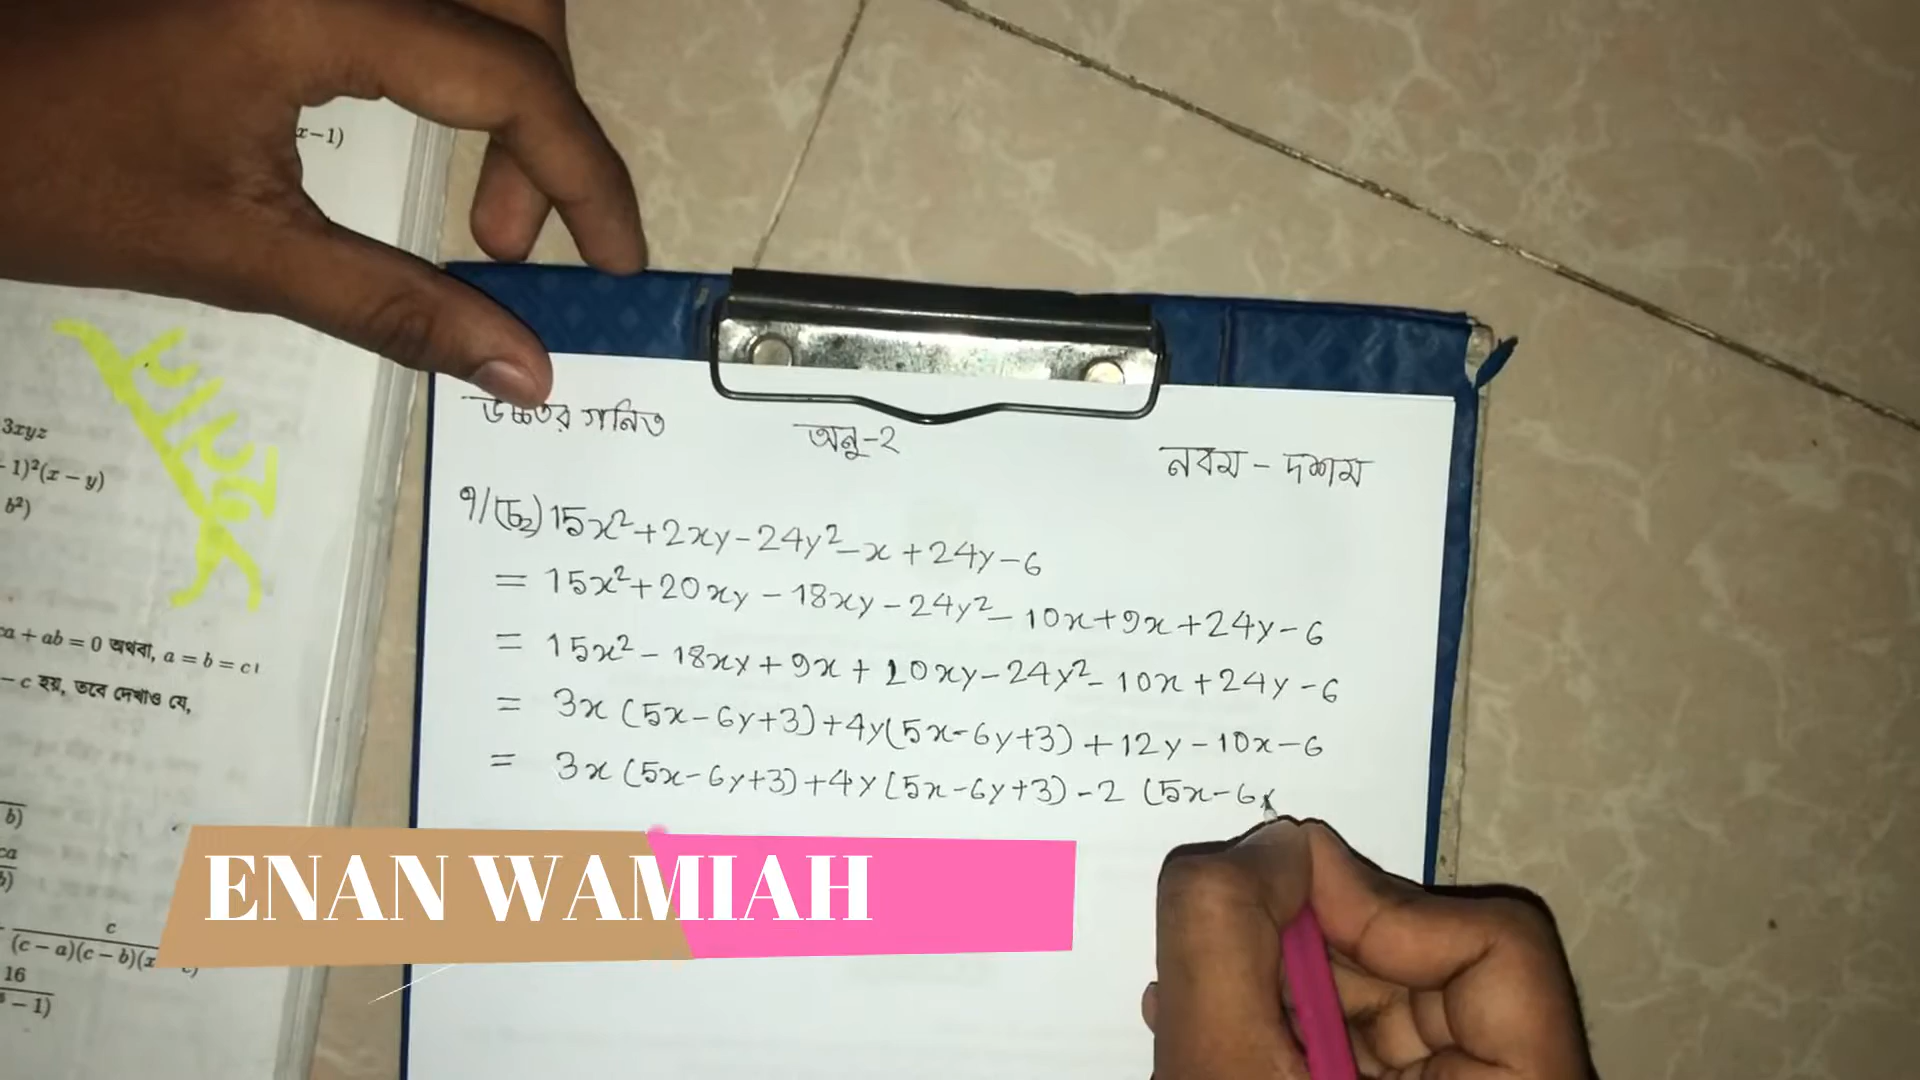 x−1)
3xyz
- 1)²(x − y)
b²)
ca + ab = 0 অথবা, a = b = c।
− c হয়, তবে দেখাও যে,
b)
ca
b)
c
(c − a)(c − b)(x
16
− 1)
উচ্চতর গনিত
অনু-২
নবম - দশম
৭/(চ২) 15x²+2xy-24y²-x+24y-6
= 15x²+20xy-18xy-24y²-10x+9x+24y-6
= 15x²-18xy+9x+20xy-24y²-10x+24y-6
= 3x(5x-6y+3)+4y(5x-6y+3)+12y-10x-6
= 3x(5x-6y+3)+4y(5x-6y+3)-2(5x-6y
ENAN WAMIAH